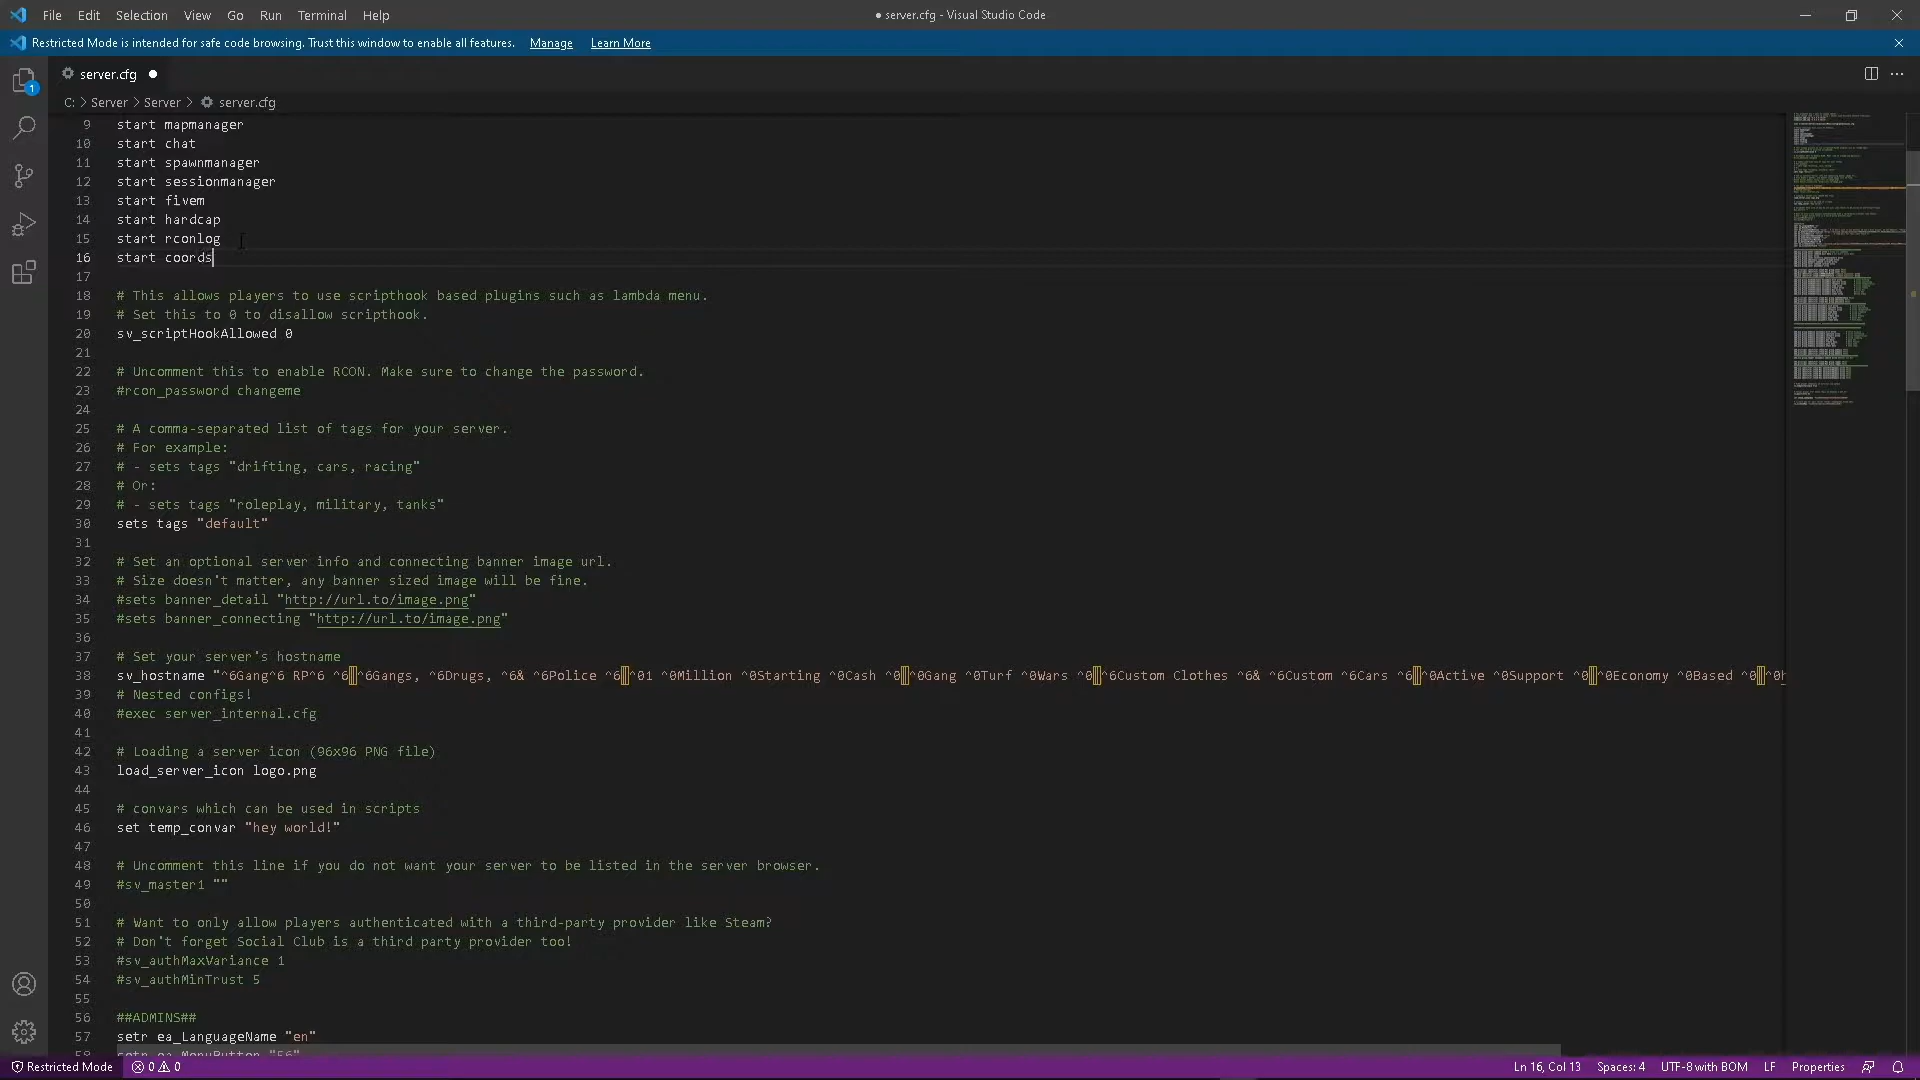 File Edit Selection View Go Run Terminal Help
● server.cfg - Visual Studio Code
Restricted Mode is intended for safe code browsing. Trust this window to enable all features. Manage Learn More
server.cfg ●
C: > Server > Server > server.cfg
1
9 start mapmanager
10 start chat
11 start spawnmanager
12 start sessionmanager
13 start fivem
14 start hardcap
15 start rconlog
16 start coords
17
18 # This allows players to use scripthook based plugins such as lambda menu.
19 # Set this to 0 to disallow scripthook.
20 sv_scriptHookAllowed 0
21
22 # Uncomment this to enable RCON. Make sure to change the password.
23 #rcon_password changeme
24
25 # A comma-separated list of tags for your server.
26 # For example:
27 # - sets tags "drifting, cars, racing"
28 # Or:
29 # - sets tags "roleplay, military, tanks"
30 sets tags "default"
31
32 # Set an optional server info and connecting banner image url.
33 # Size doesn't matter, any banner sized image will be fine.
34 #sets banner_detail "http://url.to/image.png"
35 #sets banner_connecting "http://url.to/image.png"
36
37 # Set your server's hostname
38 sv_hostname "^6Gang^6 RP^6 ^6|^6Gangs, ^6Drugs, ^6& ^6Police ^6|^01 ^0Million ^0Starting ^0Cash ^0|^0Gang ^0Turf ^0Wars ^0|^6Custom Clothes ^6& ^6Custom ^6Cars ^6|^0Active ^0Support ^0|^0Economy ^0Based ^0|^0
39 # Nested configs!
40 #exec server_internal.cfg
41
42 # Loading a server icon (96x96 PNG file)
43 load_server_icon logo.png
44
45 # convars which can be used in scripts
46 set temp_convar "hey world!"
47
48 # Uncomment this line if you do not want your server to be listed in the server browser.
49 #sv_master1 ""
50
51 # Want to only allow players authenticated with a third-party provider like Steam?
52 # Don't forget Social Club is a third party provider too!
53 #sv_authMaxVariance 1
54 #sv_authMinTrust 5
55
56 ##ADMINS##
57 setr ea_LanguageName "en"
58 setr ea_MenuButton
Restricted Mode 0 0 Ln 16, Col 13 Spaces: 4 UTF-8 with BOM LF Properties